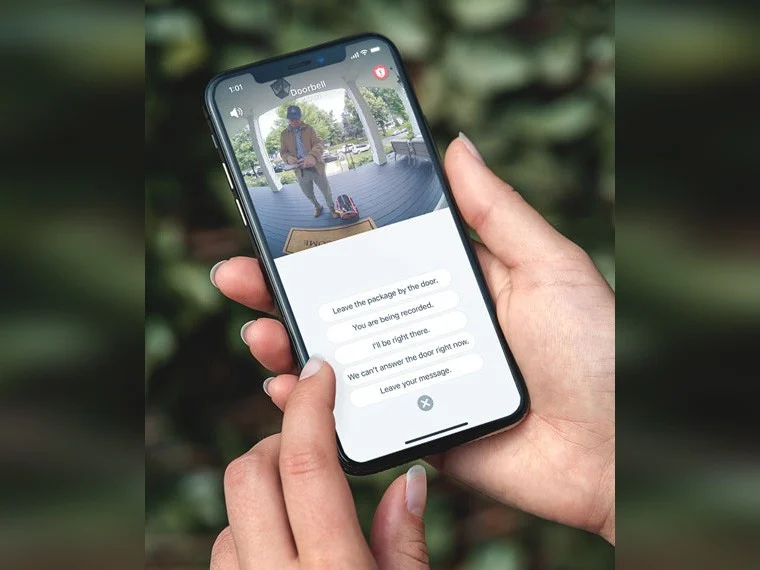 1:01
Doorbell
WELCOME
Leave the package by the door.
You are being recorded.
I'll be right there.
We can't answer the door right now.
Leave your message.